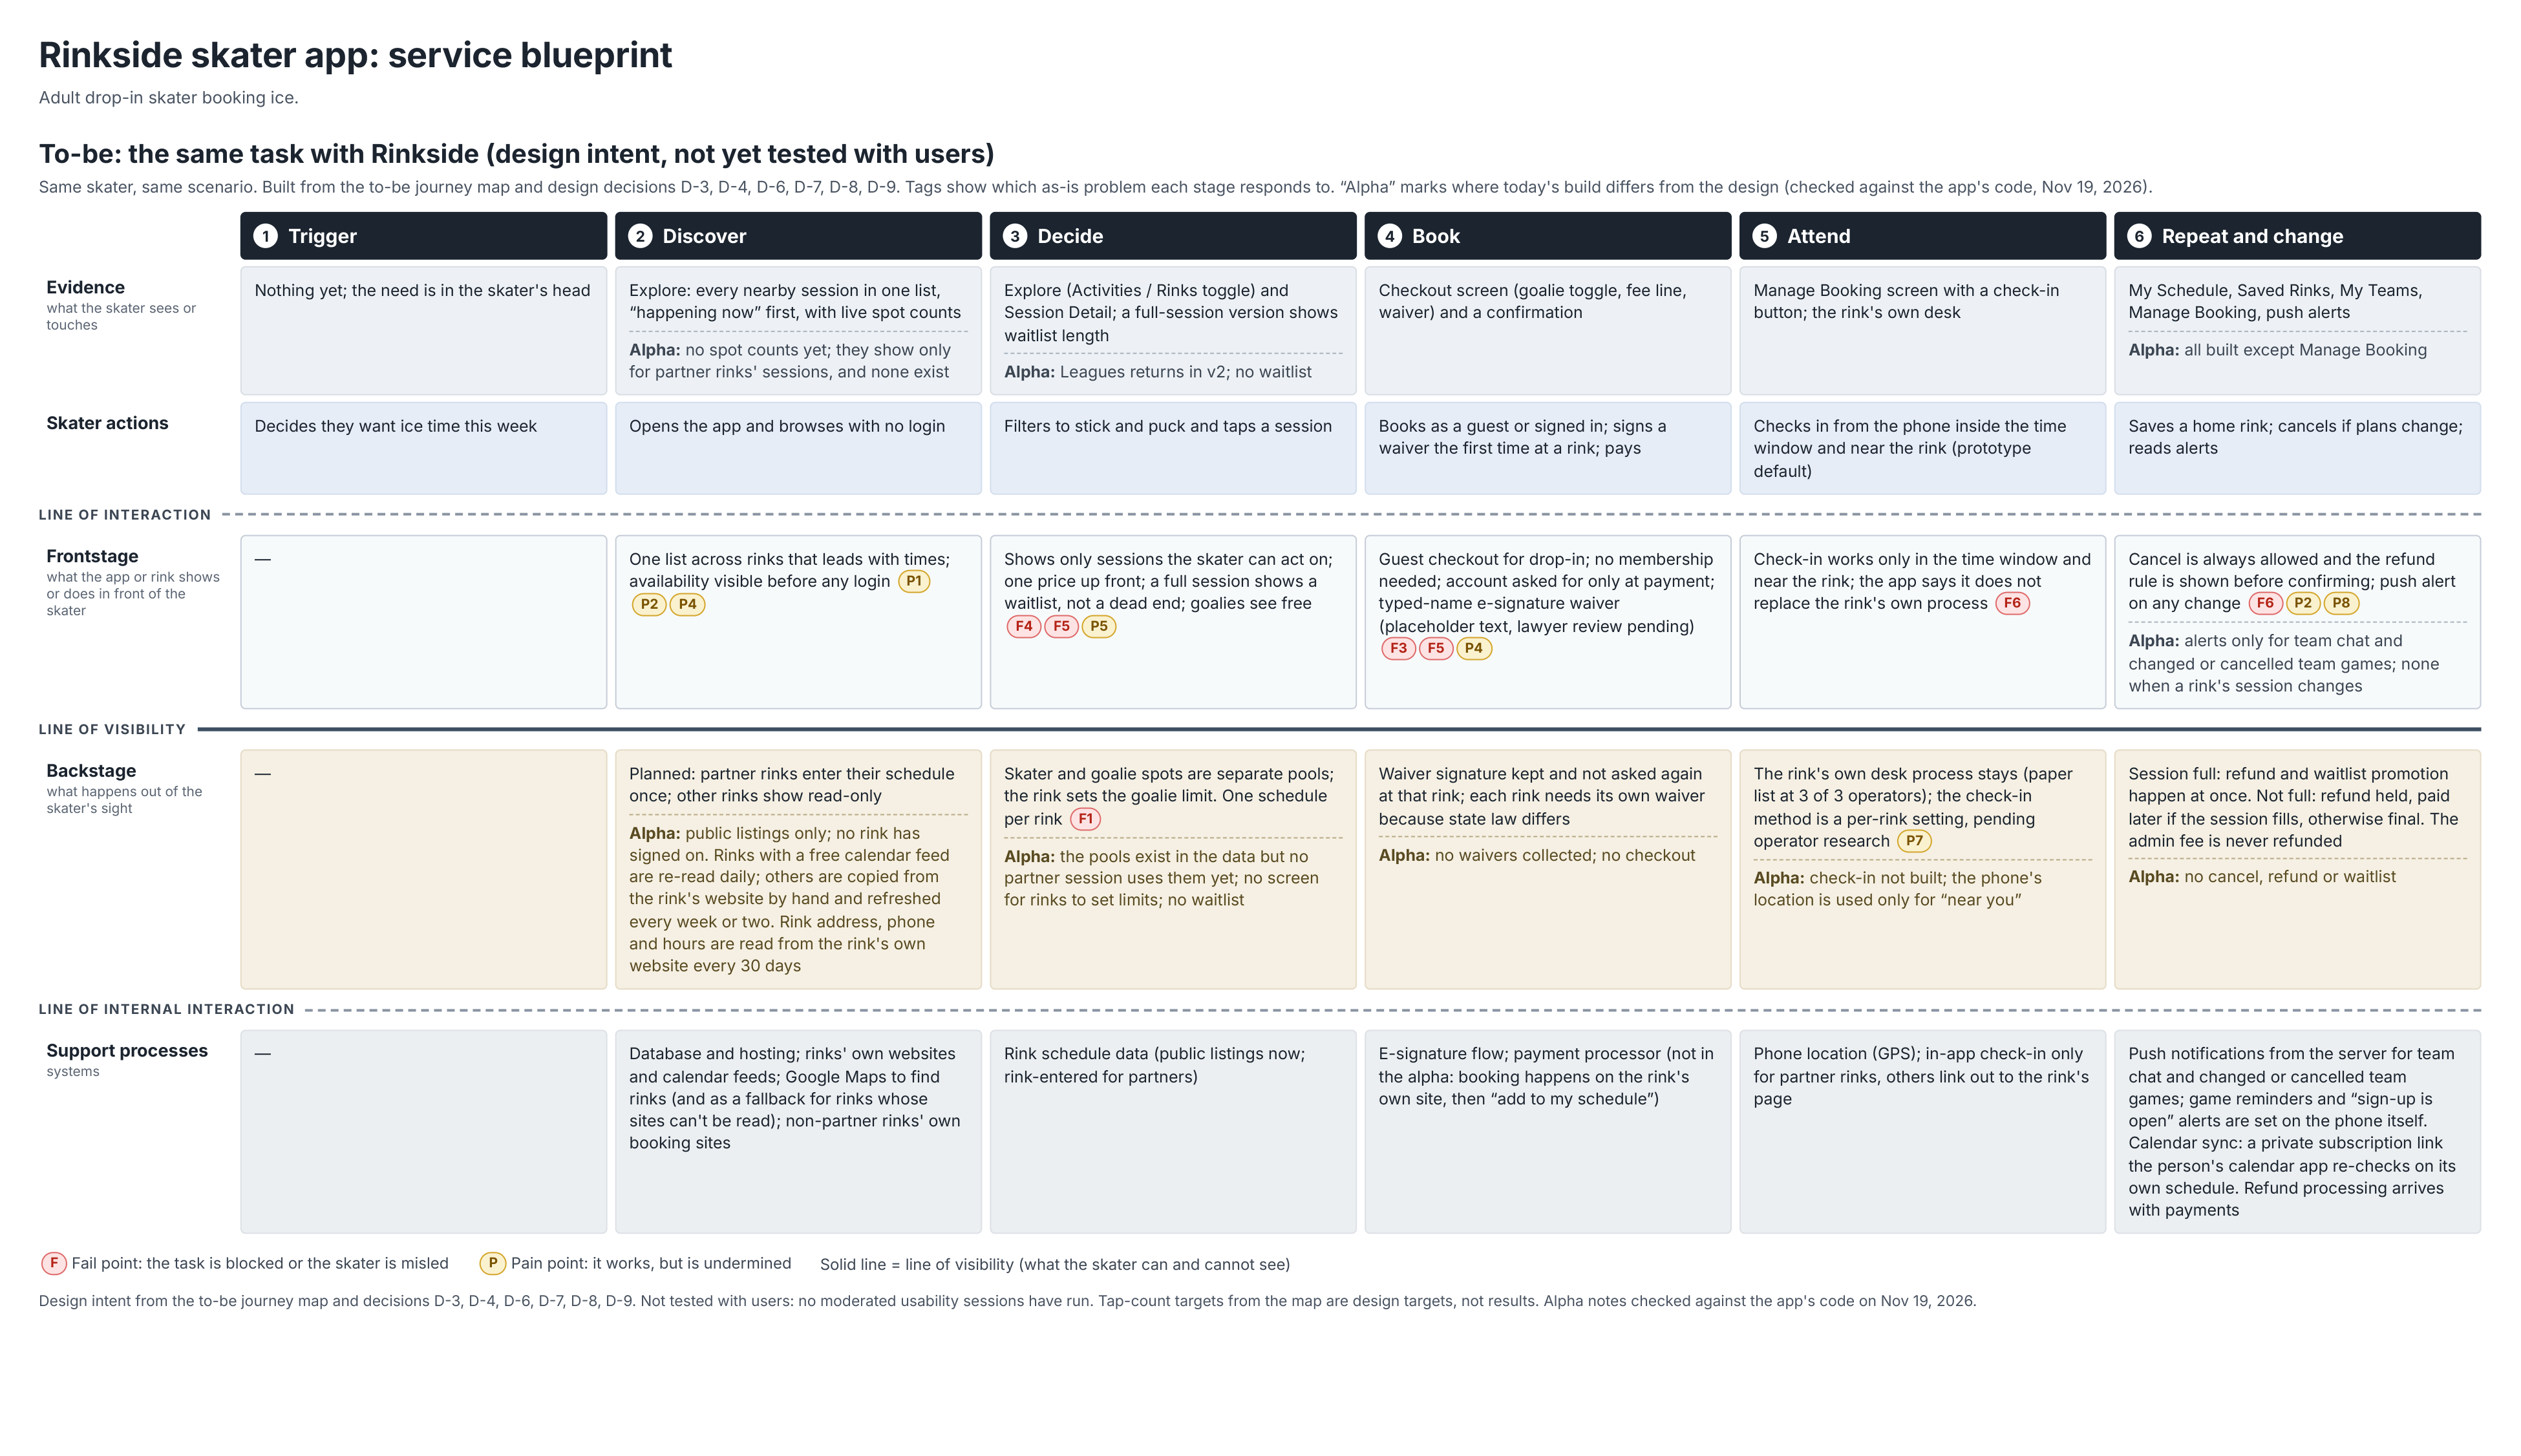 Rinkside skater app: service blueprint
Adult drop-in skater booking ice.
To-be: the same task with Rinkside (design intent, not yet tested with users)
Same skater, same scenario. Built from the to-be journey map and design decisions D-3, D-4, D-6, D-7, D-8, D-9. Tags show which as-is problem each stage responds to. “Alpha” marks where today's build differs from the design (checked against the app's code, Nov 19, 2026).
1 Trigger
2 Discover
3 Decide
4 Book
5 Attend
6 Repeat and change
Evidence
what the skater sees or
touches
Nothing yet; the need is in the skater's head
Explore: every nearby session in one list,
“happening now” first, with live spot counts
Alpha: no spot counts yet; they show only
for partner rinks' sessions, and none exist
Explore (Activities / Rinks toggle) and
Session Detail; a full-session version shows
waitlist length
Alpha: Leagues returns in v2; no waitlist
Checkout screen (goalie toggle, fee line,
waiver) and a confirmation
Manage Booking screen with a check-in
button; the rink's own desk
My Schedule, Saved Rinks, My Teams,
Manage Booking, push alerts
Alpha: all built except Manage Booking
Skater actions
Decides they want ice time this week
Opens the app and browses with no login
Filters to stick and puck and taps a session
Books as a guest or signed in; signs a
waiver the first time at a rink; pays
Checks in from the phone inside the time
window and near the rink (prototype
default)
Saves a home rink; cancels if plans change;
reads alerts
LINE OF INTERACTION
Frontstage
what the app or rink shows
or does in front of the
skater
—
One list across rinks that leads with times;
availability visible before any login P1
P2 P4
Shows only sessions the skater can act on;
one price up front; a full session shows a
waitlist, not a dead end; goalies see free
F4 F5 P5
Guest checkout for drop-in; no membership
needed; account asked for only at payment;
typed-name e-signature waiver
(placeholder text, lawyer review pending)
F3 F5 P4
Check-in works only in the time window and
near the rink; the app says it does not
replace the rink's own process F6
Cancel is always allowed and the refund
rule is shown before confirming; push alert
on any change F6 P2 P8
Alpha: alerts only for team chat and
changed or cancelled team games; none
when a rink's session changes
LINE OF VISIBILITY
Backstage
what happens out of the
skater's sight
—
Planned: partner rinks enter their schedule
once; other rinks show read-only
Alpha: public listings only; no rink has
signed on. Rinks with a free calendar feed
are re-read daily; others are copied from
the rink's website by hand and refreshed
every week or two. Rink address, phone
and hours are read from the rink's own
website every 30 days
Skater and goalie spots are separate pools;
the rink sets the goalie limit. One schedule
per rink F1
Alpha: the pools exist in the data but no
partner session uses them yet; no screen
for rinks to set limits; no waitlist
Waiver signature kept and not asked again
at that rink; each rink needs its own waiver
because state law differs
Alpha: no waivers collected; no checkout
The rink's own desk process stays (paper
list at 3 of 3 operators); the check-in
method is a per-rink setting, pending
operator research P7
Alpha: check-in not built; the phone's
location is used only for “near you”
Session full: refund and waitlist promotion
happen at once. Not full: refund held, paid
later if the session fills, otherwise final. The
admin fee is never refunded
Alpha: no cancel, refund or waitlist
LINE OF INTERNAL INTERACTION
Support processes
systems
—
Database and hosting; rinks' own websites
and calendar feeds; Google Maps to find
rinks (and as a fallback for rinks whose
sites can't be read); non-partner rinks' own
booking sites
Rink schedule data (public listings now;
rink-entered for partners)
E-signature flow; payment processor (not in
the alpha: booking happens on the rink's
own site, then “add to my schedule”)
Phone location (GPS); in-app check-in only
for partner rinks, others link out to the rink's
page
Push notifications from the server for team
chat and changed or cancelled team
games; game reminders and “sign-up is
open” alerts are set on the phone itself.
Calendar sync: a private subscription link
the person's calendar app re-checks on its
own schedule. Refund processing arrives
with payments
F Fail point: the task is blocked or the skater is misled
P Pain point: it works, but is undermined
Solid line = line of visibility (what the skater can and cannot see)
Design intent from the to-be journey map and decisions D-3, D-4, D-6, D-7, D-8, D-9. Not tested with users: no moderated usability sessions have run. Tap-count targets from the map are design targets, not results. Alpha notes checked against the app's code on Nov 19, 2026.